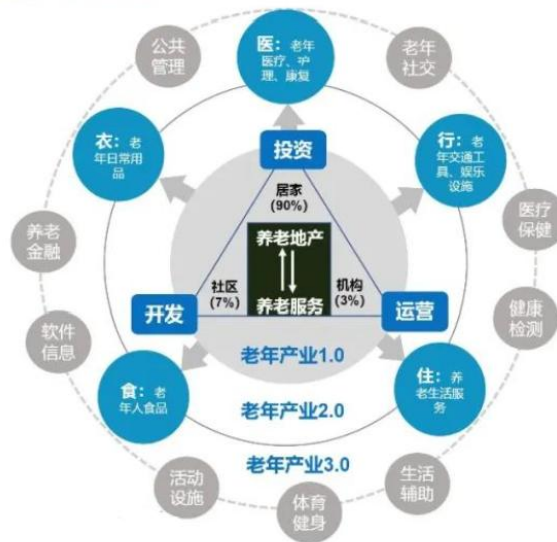 公共
管理
医：老年
医疗、护
理、康复
老年
社交
衣：老
年日常用
品
行：老
年交通工
具、娱乐
设施
投资
居家
(90%)
养老
金融
医疗
保健
养老地产
社区
(7%)
机构
(3%)
养老服务
开发
运营
软件
信息
健康
检测
老年产业1.0
食：老
年人食品
住：养
老生活服
务
老年产业2.0
老年产业3.0
活动
设施
体育
健身
生活
辅助